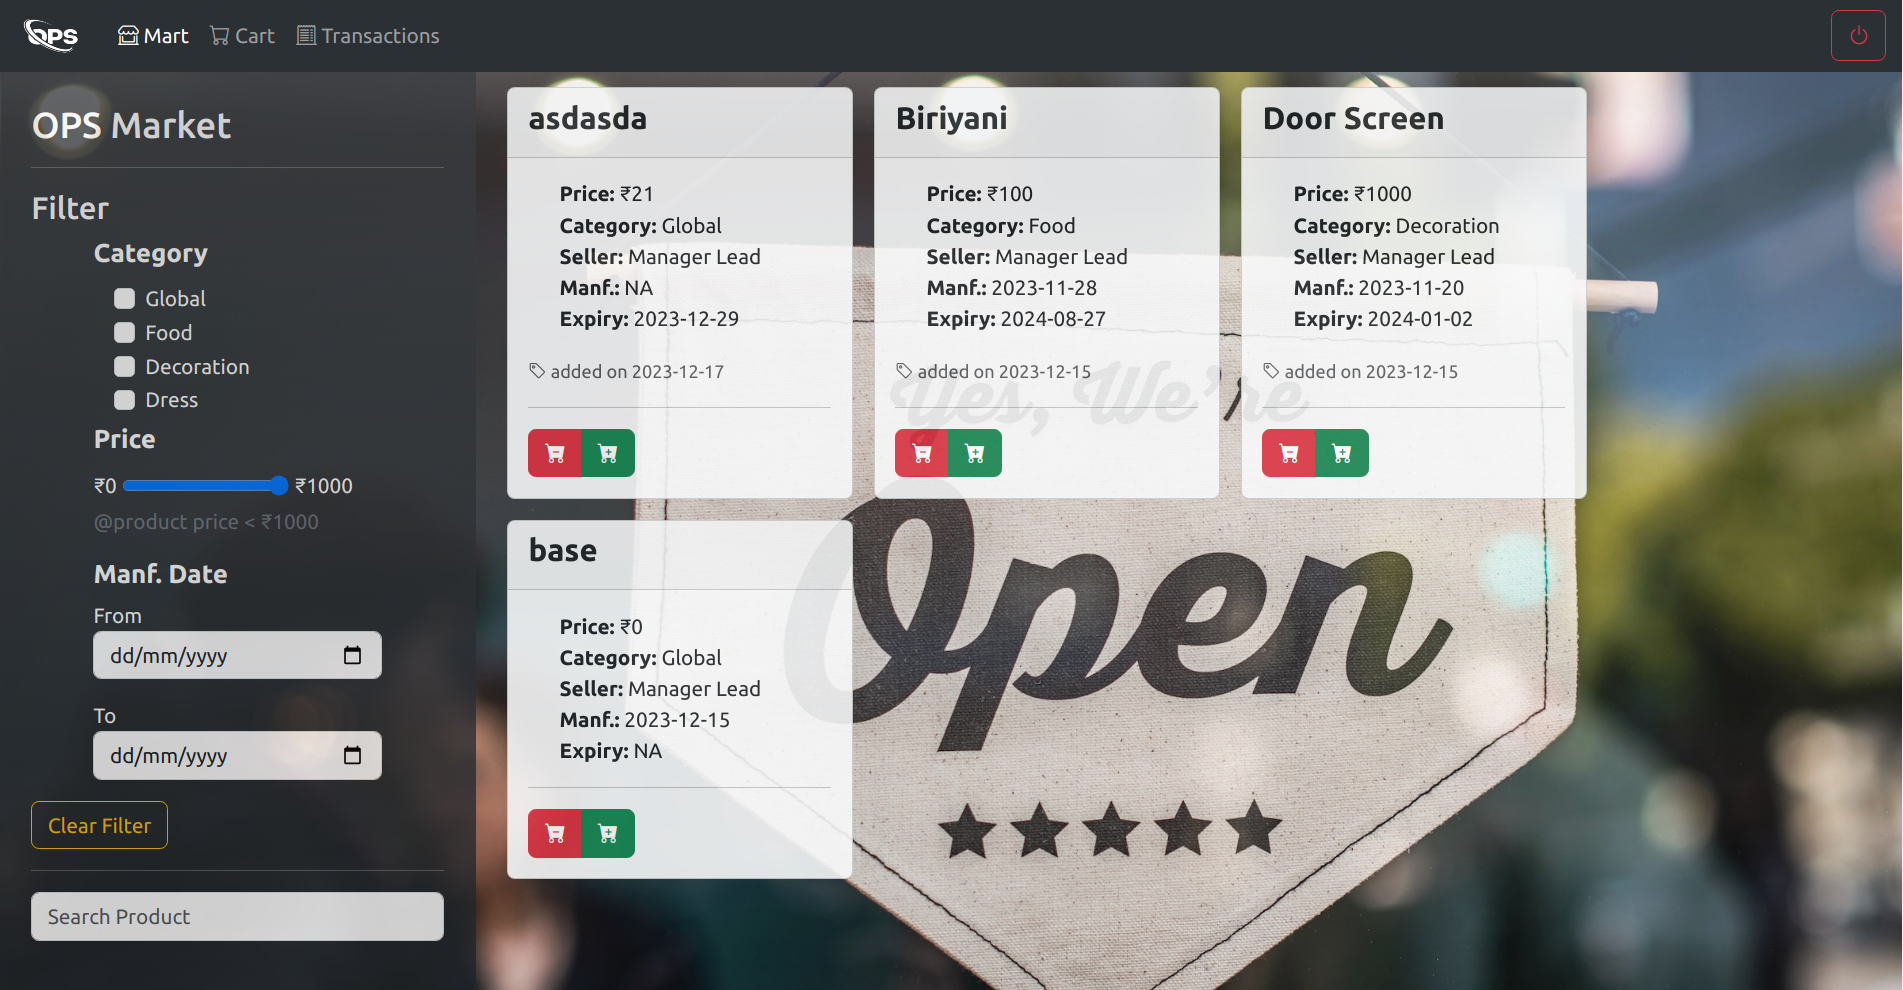 OPS
Mart
Cart
Transactions
OPS Market
Filter
Category
Global
Food
Decoration
Dress
Price
₹0
₹1000
@product price < ₹1000
Manf. Date
From
dd/mm/yyyy
To
dd/mm/yyyy
Clear Filter
Search Product
asdasda
Price: ₹21
Category: Global
Seller: Manager Lead
Manf.: NA
Expiry: 2023-12-29
added on 2023-12-17
Biriyani
Price: ₹100
Category: Food
Seller: Manager Lead
Manf.: 2023-11-28
Expiry: 2024-08-27
added on 2023-12-15
Door Screen
Price: ₹1000
Category: Decoration
Seller: Manager Lead
Manf.: 2023-11-20
Expiry: 2024-01-02
added on 2023-12-15
base
Price: ₹0
Category: Global
Seller: Manager Lead
Manf.: 2023-12-15
Expiry: NA
Yes, We're
Open